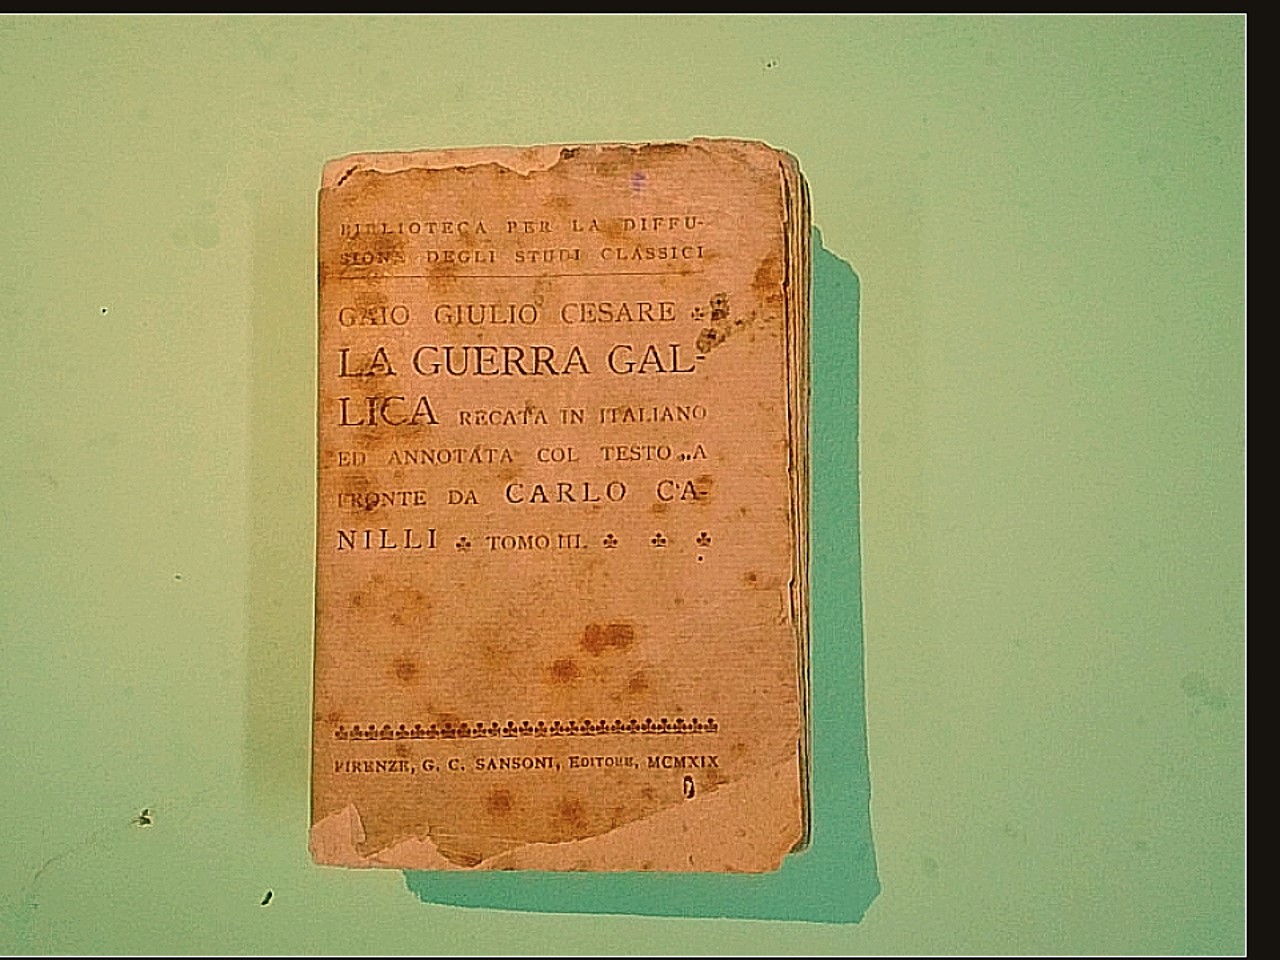 BIBLIOTECA PER LA DIFFU-
SIONE DEGLI STUDI CLASSICI
GAIO GIULIO CESARE
LA GUERRA GAL-
LICA RECATA IN ITALIANO
ED ANNOTATA COL TESTO A
FRONTE DA CARLO CA-
NILLI TOMO III.
FIRENZE, G. C. SANSONI, EDITORE, MCMXIX